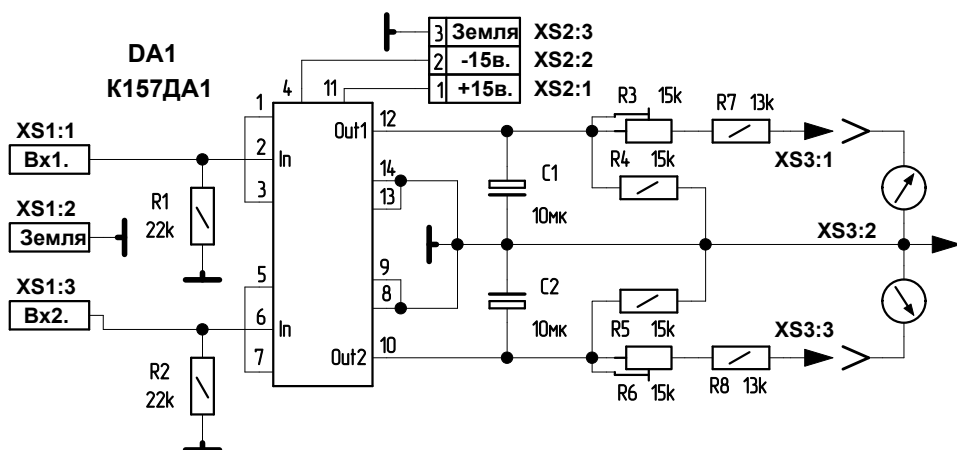 3 Земля XS2:3
2 -15в. XS2:2
1 +15в. XS2:1
DA1
К157ДА1
4
11
XS1:1
Вх1.
XS1:2
Земля
XS1:3
Вх2.
R1
22k
R2
22k
1
2 In
3
5
6 In
7
Out1 12
14
13
9
8
Out2 10
C1
10мк
C2
10мк
R3 15k
R7 13k
R4 15k
XS3:1
XS3:2
R5 15k
XS3:3
R6 15k
R8 13k